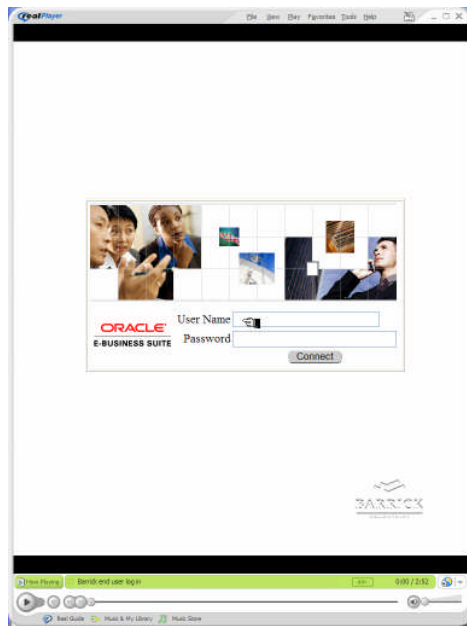 realPlayer
File View Play Favorites Tools Help
ORACLE
E-BUSINESS SUITE
User Name
Password
Connect
BARRICK
Now Playing Barrick end user log in 0:00 / 2:52
Real Guide Music & My Library Music Store